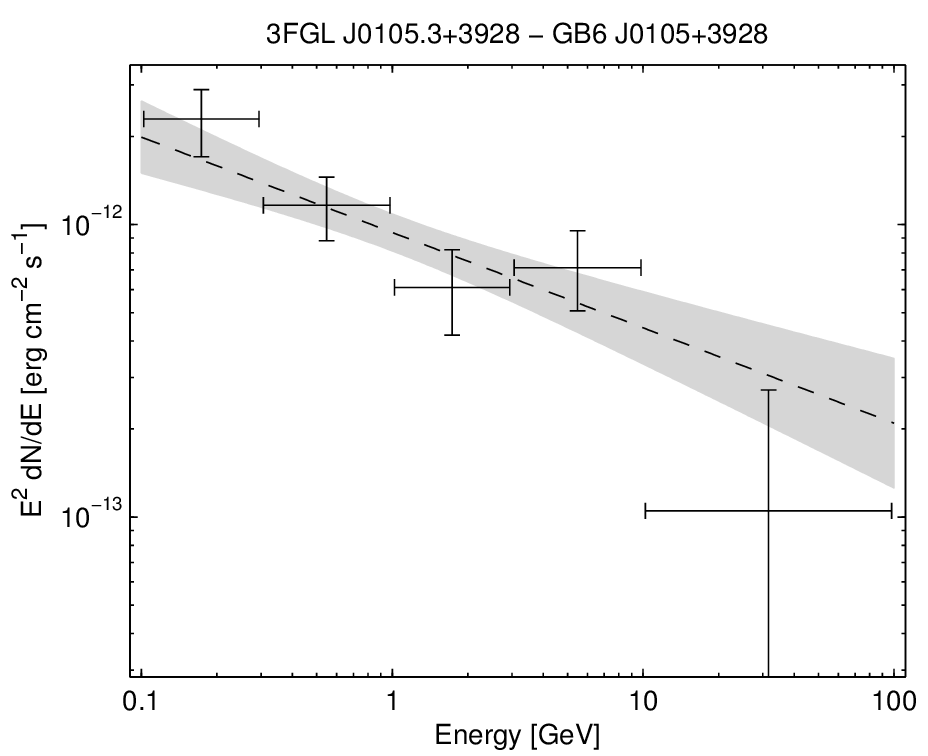 3FGL J0105.3+3928 − GB6 J0105+3928
E² dN/dE [erg cm⁻² s⁻¹]
10⁻¹²
10⁻¹³
0.1 1 10 100
Energy [GeV]